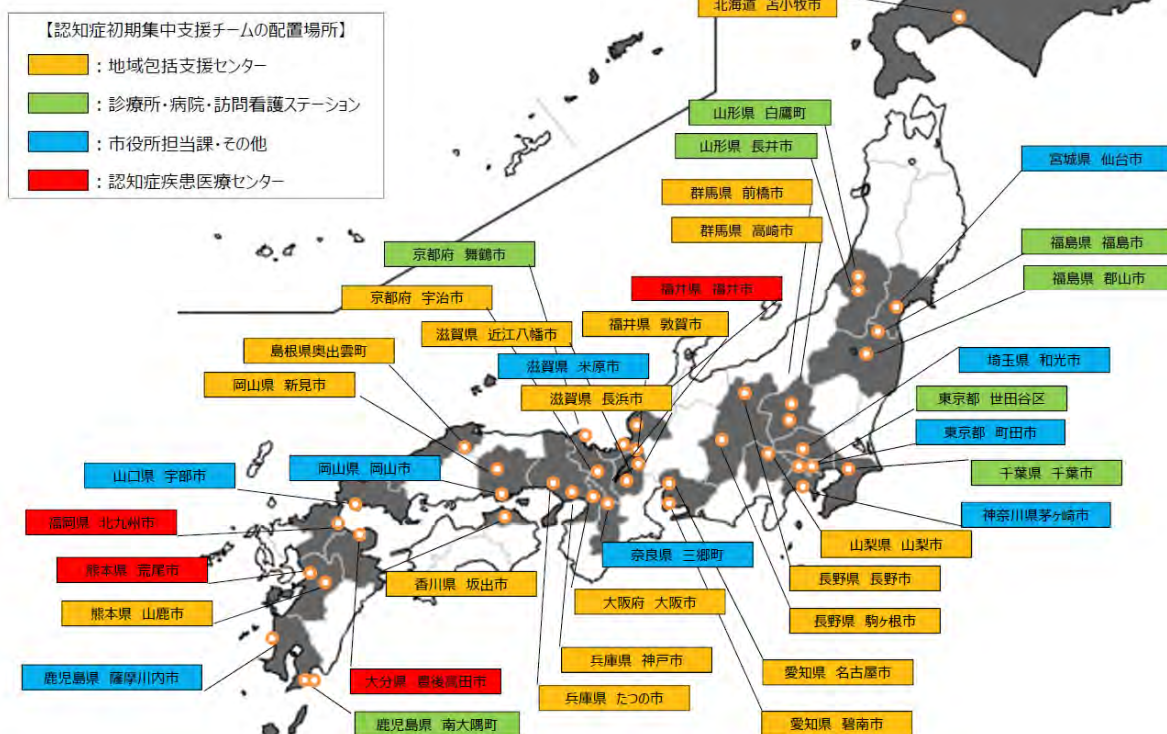 【認知症初期集中支援チームの配置場所】
：地域包括支援センター
：診療所・病院・訪問看護ステーション
：市役所担当課・その他
：認知症疾患医療センター
北海道 苫小牧市
山形県 白鷹町
山形県 長井市
宮城県 仙台市
群馬県 前橋市
群馬県 高崎市
福島県 福島市
福島県 郡山市
京都府 舞鶴市
福井県 福井市
京都府 宇治市
滋賀県 近江八幡市
福井県 敦賀市
島根県奥出雲町
滋賀県 米原市
埼玉県 和光市
岡山県 新見市
滋賀県 長浜市
東京都 世田谷区
東京都 町田市
山口県 宇部市
岡山県 岡山市
千葉県 千葉市
福岡県 北九州市
神奈川県茅ヶ崎市
奈良県 三郷町
山梨県 山梨市
熊本県 荒尾市
香川県 坂出市
長野県 長野市
熊本県 山鹿市
大阪府 大阪市
長野県 駒ヶ根市
兵庫県 神戸市
愛知県 名古屋市
鹿児島県 薩摩川内市
大分県 豊後高田市
兵庫県 たつの市
鹿児島県 南大隅町
愛知県 碧南市